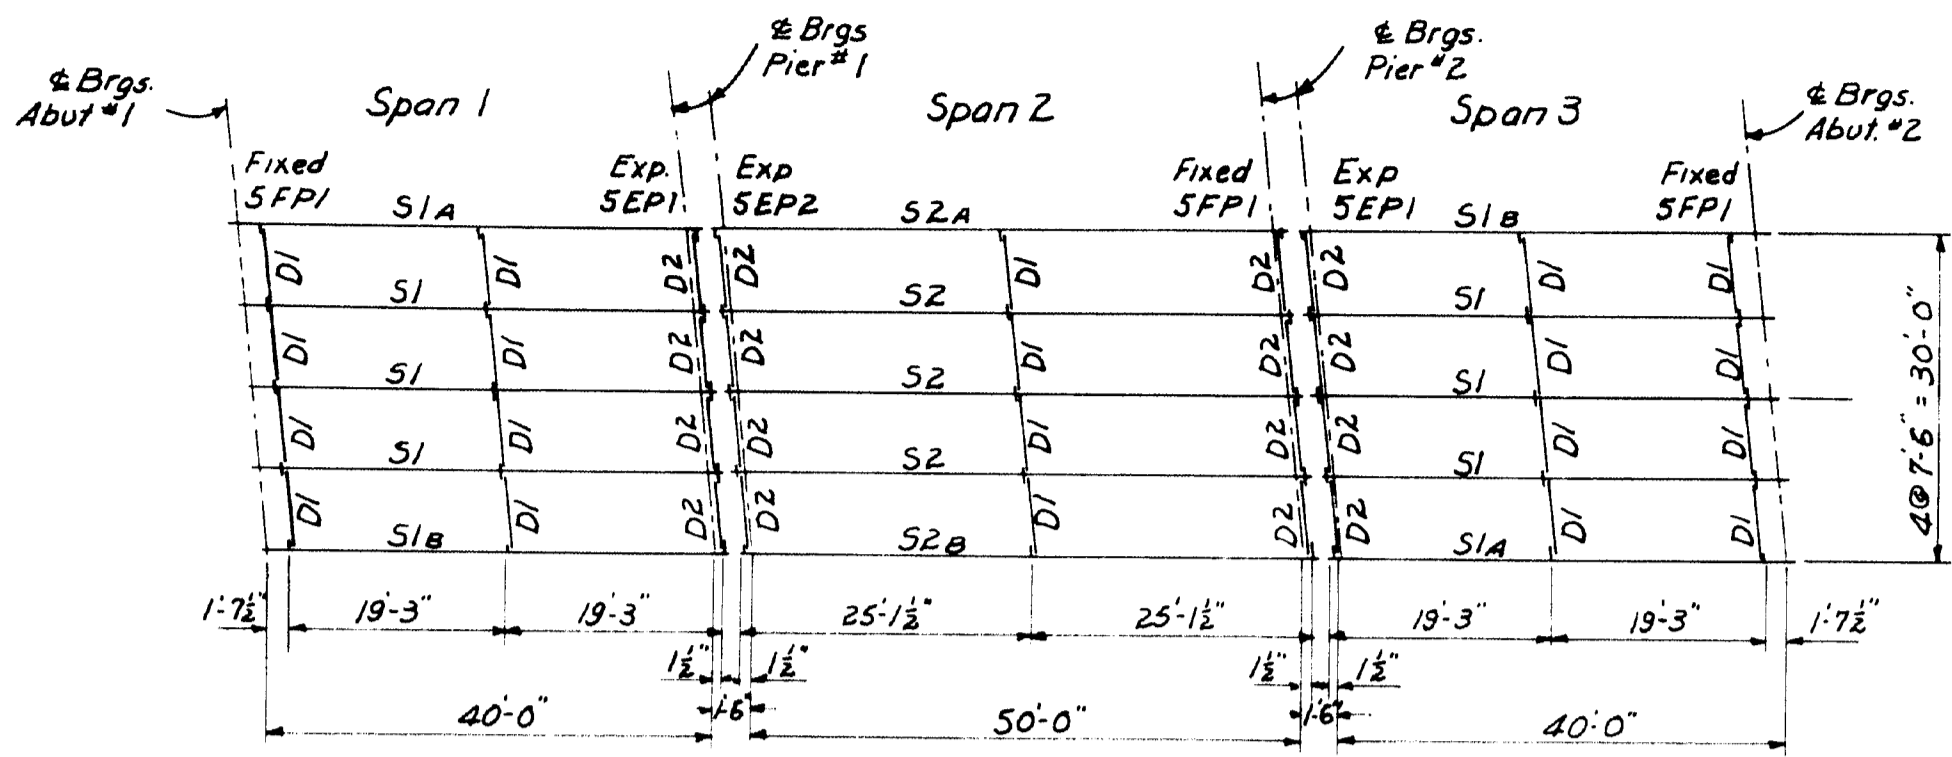 ℄ Brgs.
Abut #1
Span 1
℄ Brgs
Pier #1
Span 2
℄ Brgs.
Pier #2
Span 3
℄ Brgs.
Abut. #2
Fixed
5FP1
S1A
Exp.
5EP1
Exp
5EP2
S2A
Fixed
5FP1
Exp
5EP1
S1B
Fixed
5FP1
D1 D1 D2 D2 D1 D2 D2 D1 D1
S1 S2 S1
D1 D1 D2 D2 D1 D2 D2 D1 D1
S1 S2 S1
D1 D1 D2 D2 D1 D2 D2 D1 D1
S1 S2 S1
D1 D1 D2 D2 D1 D2 D2 D1 D1
S1B S2B S1A
4@7'-6" = 30'-0"
1'-7½" 19'-3" 19'-3" 25'-1½" 25'-1½" 19'-3" 19'-3" 1'-7½"
1½" 1½" 1½" 1½"
40'-0" 1'-6" 50'-0" 1'-6" 40'-0"